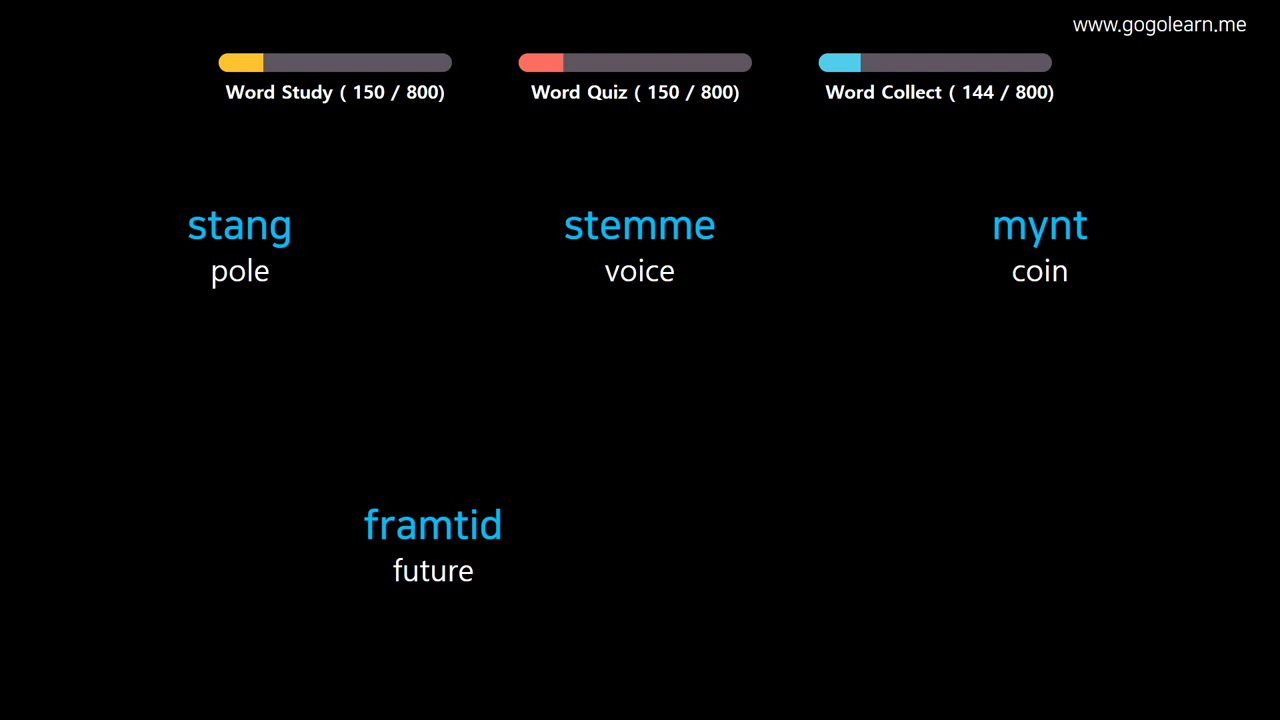 www.gogolearn.me
Word Study ( 150 / 800)
Word Quiz ( 150 / 800)
Word Collect ( 144 / 800)
stang
pole
stemme
voice
mynt
coin
framtid
future